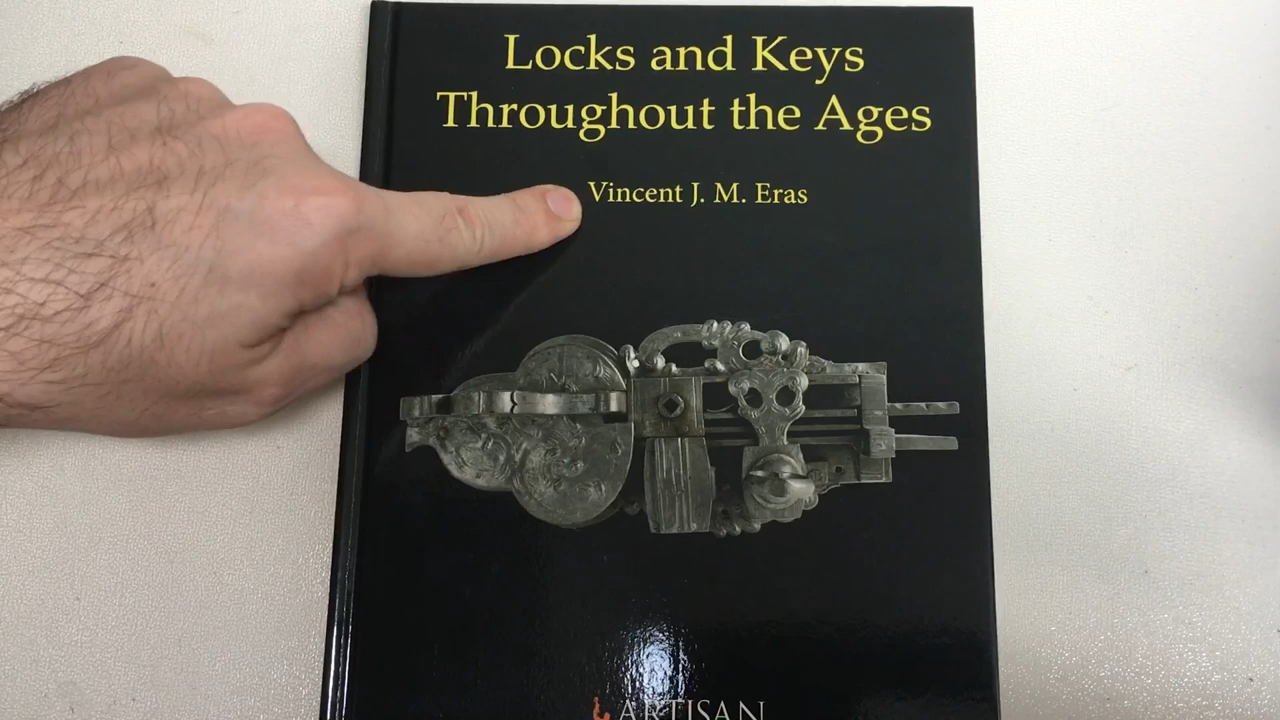 Locks and Keys
Throughout the Ages
Vincent J. M. Eras
ARTISAN